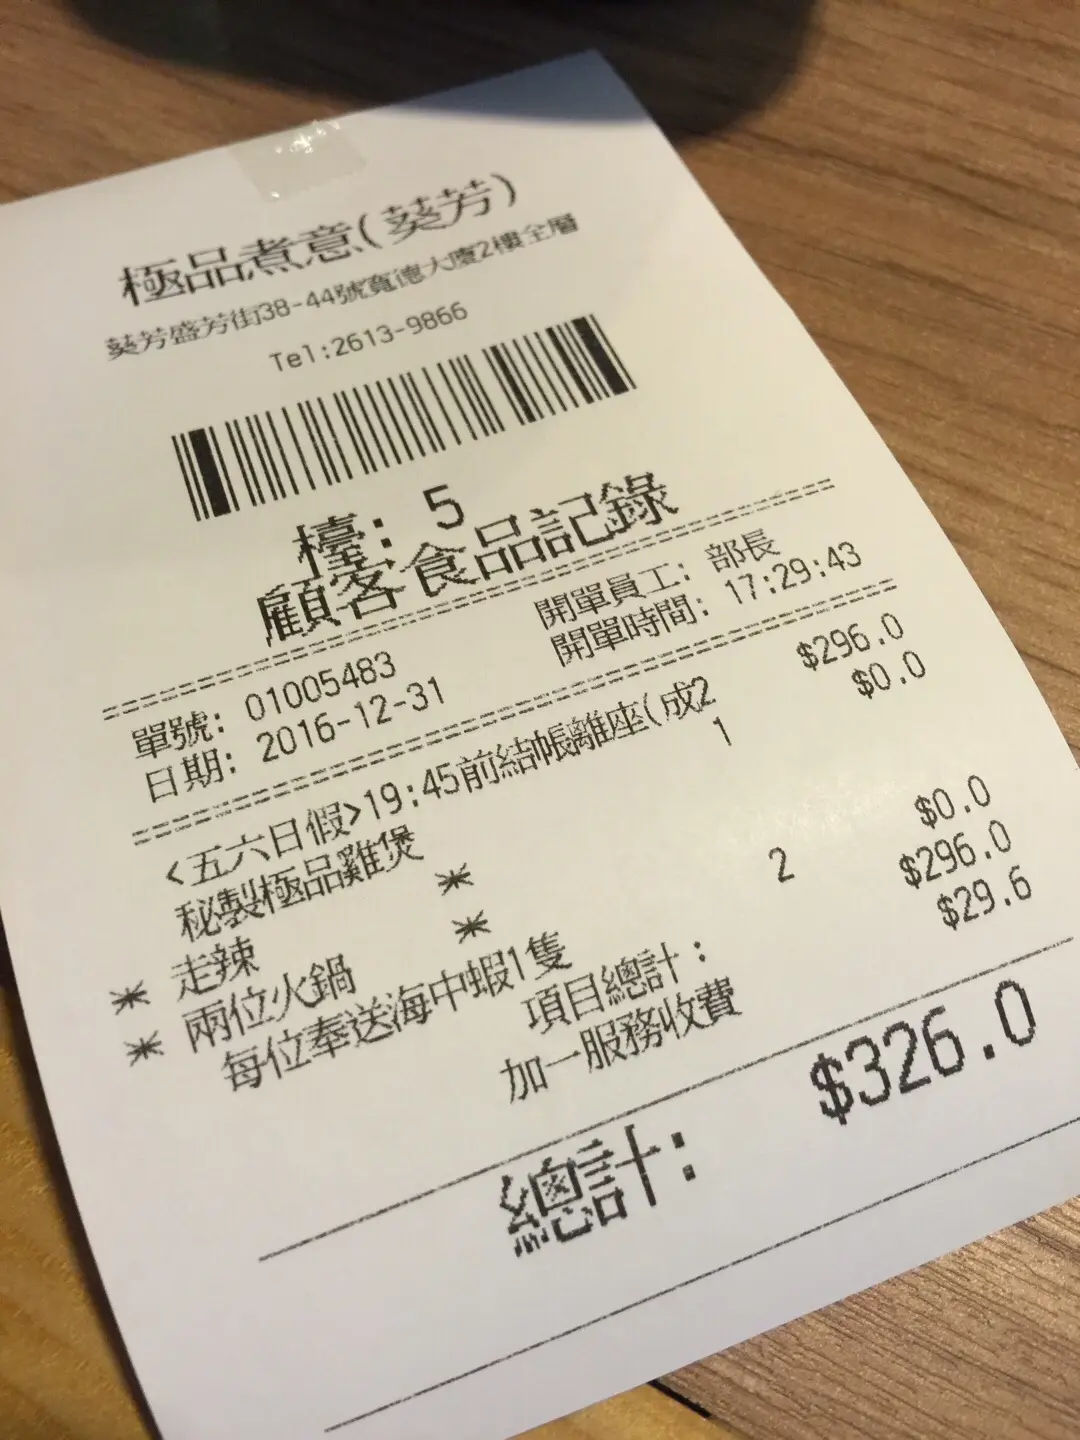 極品煮意(葵芳)
葵芳盛芳街38-44號寬德大廈2樓全層
Tel:2613-9866
檯: 5
顧客食品記錄
單號: 01005483 開單員工: 部長
日期: 2016-12-31 開單時間: 17:29:43
<五六日假>19:45前結帳離座(成2 $296.0
秘製極品雞煲 1 $0.0
* 走辣 *
* 兩位火鍋 *
每位奉送海中蝦1隻 2 $0.0
項目總計: $296.0
加一服務收費 $29.6
總計: $326.0